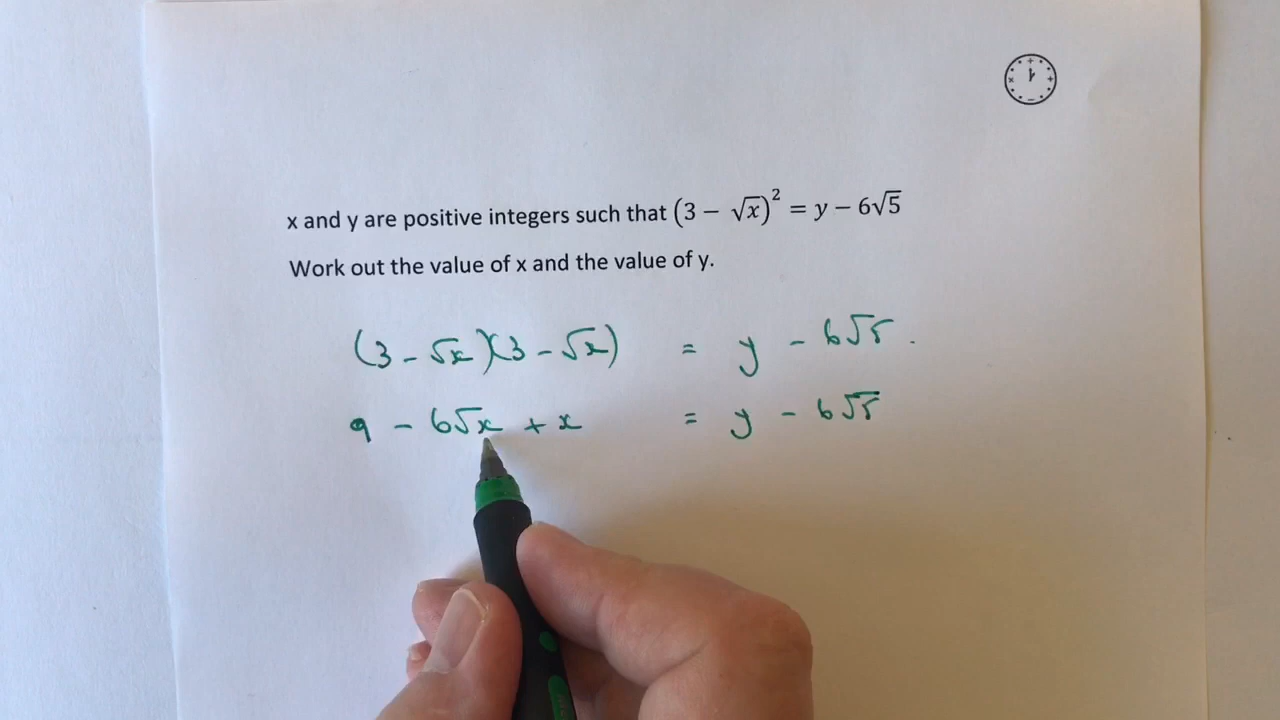 x and y are positive integers such that (3 − √x)² = y − 6√5
Work out the value of x and the value of y.
(3 - √x)(3 - √x) = y - 6√5 .
9 - 6√x + x = y - 6√5